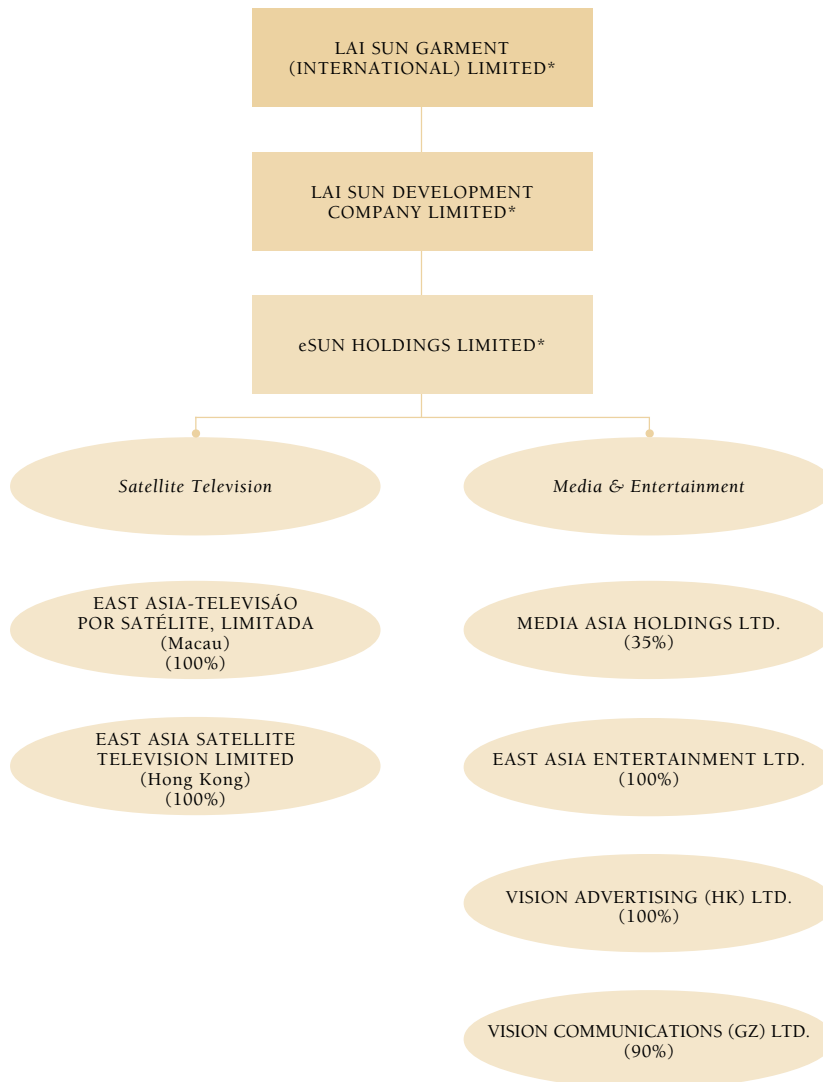 LAI SUN GARMENT
(INTERNATIONAL) LIMITED*
LAI SUN DEVELOPMENT
COMPANY LIMITED*
eSUN HOLDINGS LIMITED*
Satellite Television
EAST ASIA-TELEVISÁO
POR SATÉLITE, LIMITADA
(Macau)
(100%)
EAST ASIA SATELLITE
TELEVISION LIMITED
(Hong Kong)
(100%)
Media & Entertainment
MEDIA ASIA HOLDINGS LTD.
(35%)
EAST ASIA ENTERTAINMENT LTD.
(100%)
VISION ADVERTISING (HK) LTD.
(100%)
VISION COMMUNICATIONS (GZ) LTD.
(90%)